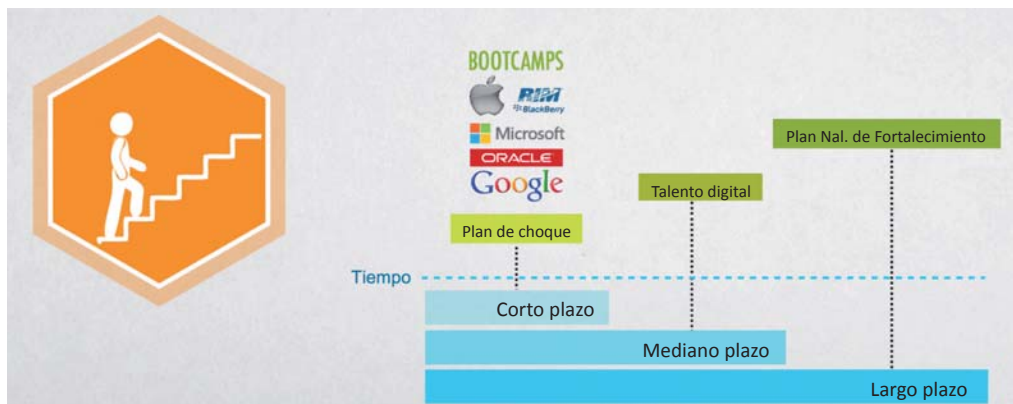 BOOTCAMPS
RIM
BlackBerry
Microsoft
ORACLE
Google
Plan Nal. de Fortalecimiento
Talento digital
Plan de choque
Tiempo
Corto plazo
Mediano plazo
Largo plazo